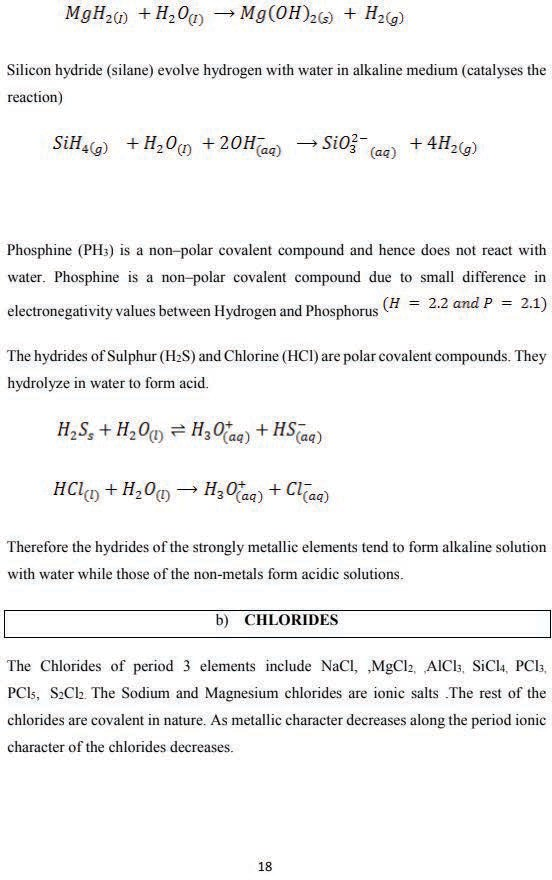 MgH₂₍ₗ₎ + H₂O₍ₗ₎ → Mg(OH)₂₍ₛ₎ + H₂(g)
Silicon hydride (silane) evolve hydrogen with water in alkaline medium (catalyses the
reaction)
SiH₄(g) + H₂O₍ₗ₎ + 2OH⁻(aq) → SiO₃²⁻(aq) + 4H₂(g)
Phosphine (PH₃) is a non–polar covalent compound and hence does not react with
water. Phosphine is a non–polar covalent compound due to small difference in
electronegativity values between Hydrogen and Phosphorus (H = 2.2 and P = 2.1)
The hydrides of Sulphur (H₂S) and Chlorine (HCl) are polar covalent compounds. They
hydrolyze in water to form acid.
H₂Sₛ + H₂O₍ₗ₎ ⇌ H₃O⁺(aq) + HS⁻(aq)
HCl₍ₗ₎ + H₂O₍ₗ₎ → H₃O⁺(aq) + Cl⁻(aq)
Therefore the hydrides of the strongly metallic elements tend to form alkaline solution
with water while those of the non-metals form acidic solutions.
b) CHLORIDES
The Chlorides of period 3 elements include NaCl, ,MgCl₂, ,AlCl₃, SiCl₄, PCl₃,
PCl₅, S₂Cl₂. The Sodium and Magnesium chlorides are ionic salts .The rest of the
chlorides are covalent in nature. As metallic character decreases along the period ionic
character of the chlorides decreases.
18